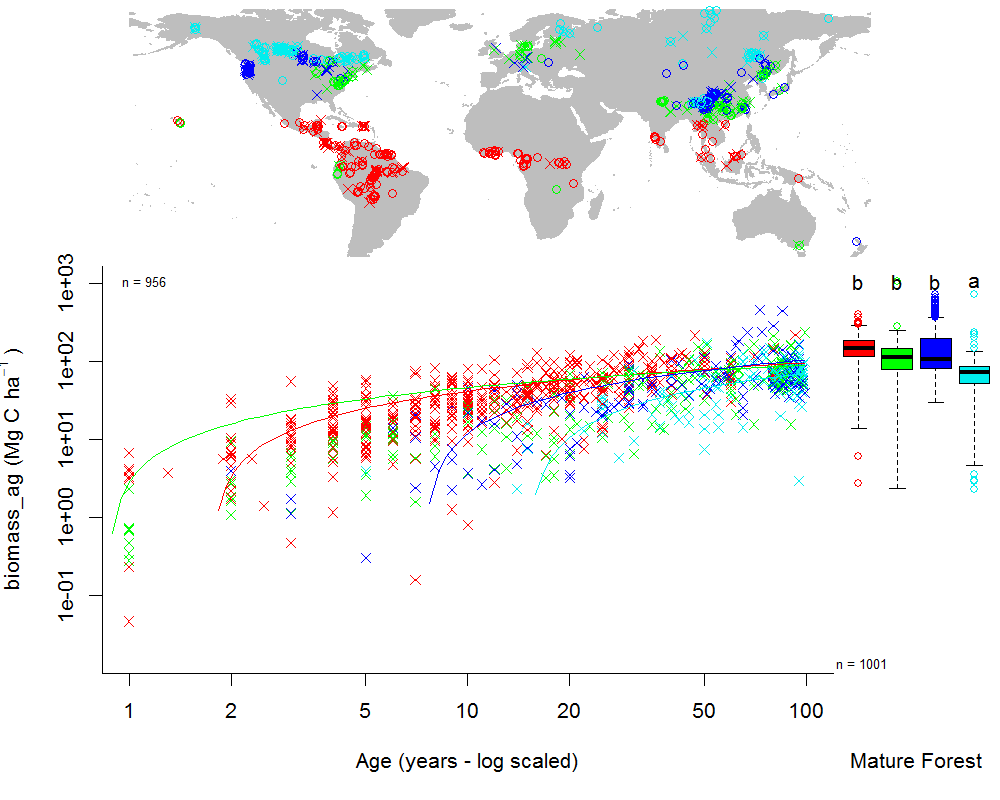 1e+03
1e+02
1e+01
1e+00
1e-01
biomass_ag (Mg C ha⁻¹ )
n = 956
b b b a
n = 1001
1 2 5 10 20 50 100
Age (years - log scaled)
Mature Forest